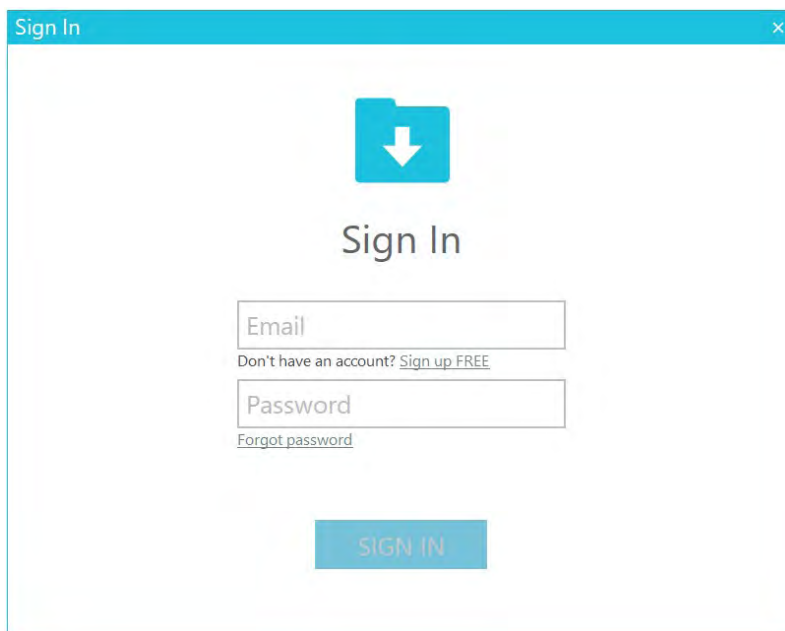 Sign In
Sign In
Email
Don't have an account? Sign up FREE
Password
Forgot password
SIGN IN